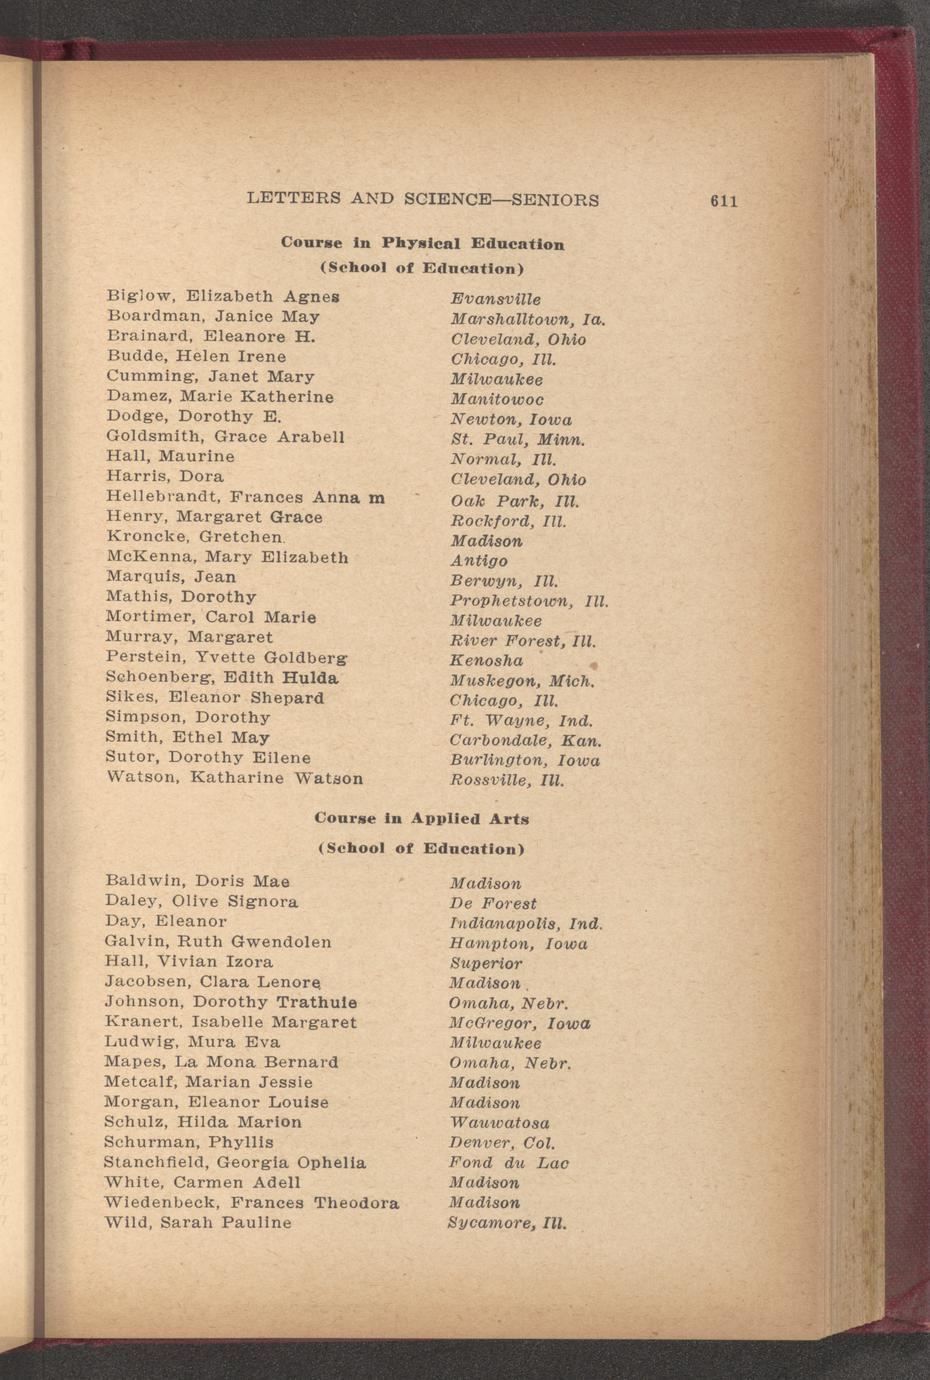 LETTERS AND SCIENCE—SENIORS 611
Course in Physical Education
(School of Education)
Biglow, Elizabeth Agnes Evansville
Boardman, Janice May Marshalltown, Ia.
Brainard, Eleanore H. Cleveland, Ohio
Budde, Helen Irene Chicago, Ill.
Cumming, Janet Mary Milwaukee
Damez, Marie Katherine Manitowoc
Dodge, Dorothy E. Newton, Iowa
Goldsmith, Grace Arabell St. Paul, Minn.
Hall, Maurine Normal, Ill.
Harris, Dora Cleveland, Ohio
Hellebrandt, Frances Anna m Oak Park, Ill.
Henry, Margaret Grace Rockford, Ill.
Kroncke, Gretchen Madison
McKenna, Mary Elizabeth Antigo
Marquis, Jean Berwyn, Ill.
Mathis, Dorothy Prophetstown, Ill.
Mortimer, Carol Marie Milwaukee
Murray, Margaret River Forest, Ill.
Perstein, Yvette Goldberg Kenosha
Schoenberg, Edith Hulda Muskegon, Mich.
Sikes, Eleanor Shepard Chicago, Ill.
Simpson, Dorothy Ft. Wayne, Ind.
Smith, Ethel May Carbondale, Kan.
Sutor, Dorothy Eilene Burlington, Iowa
Watson, Katharine Watson Rossville, Ill.
Course in Applied Arts
(School of Education)
Baldwin, Doris Mae Madison
Daley, Olive Signora De Forest
Day, Eleanor Indianapolis, Ind.
Galvin, Ruth Gwendolen Hampton, Iowa
Hall, Vivian Izora Superior
Jacobsen, Clara Lenore Madison
Johnson, Dorothy Trathuie Omaha, Nebr.
Kranert, Isabelle Margaret McGregor, Iowa
Ludwig, Mura Eva Milwaukee
Mapes, La Mona Bernard Omaha, Nebr.
Metcalf, Marian Jessie Madison
Morgan, Eleanor Louise Madison
Schulz, Hilda Marion Wauwatosa
Schurman, Phyllis Denver, Col.
Stanchfield, Georgia Ophelia Fond du Lac
White, Carmen Adell Madison
Wiedenbeck, Frances Theodora Madison
Wild, Sarah Pauline Sycamore, Ill.